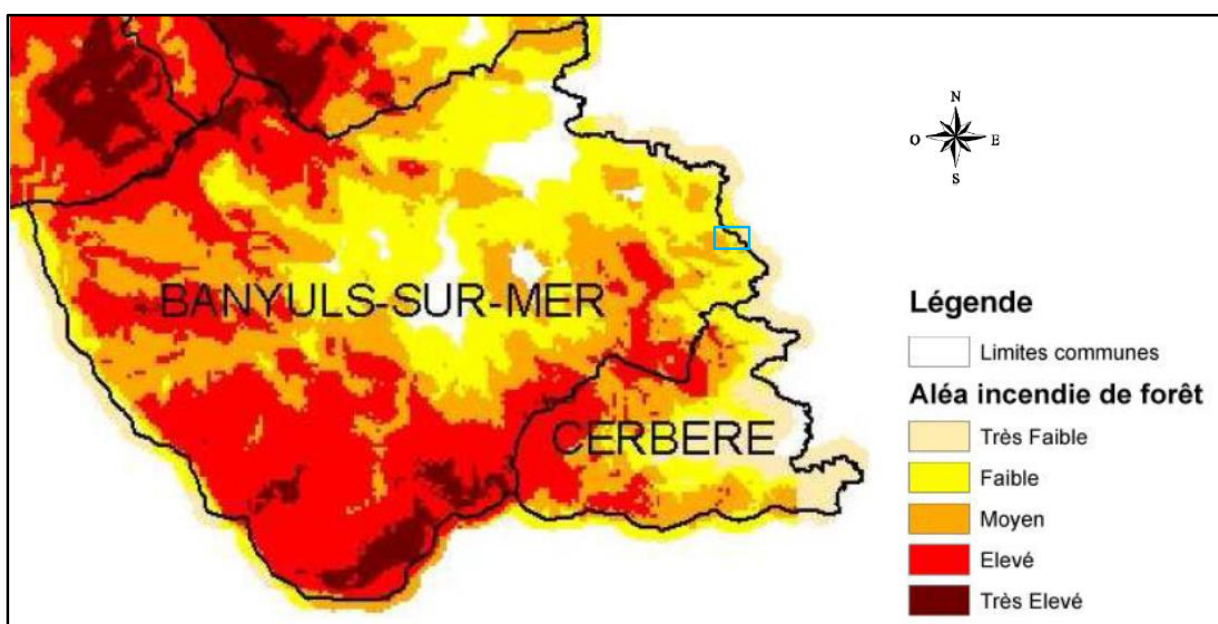 N
O E
S
BANYULS-SUR-MER
CERBERE
Légende
Limites communes
Aléa incendie de forêt
Très Faible
Faible
Moyen
Elevé
Très Elevé